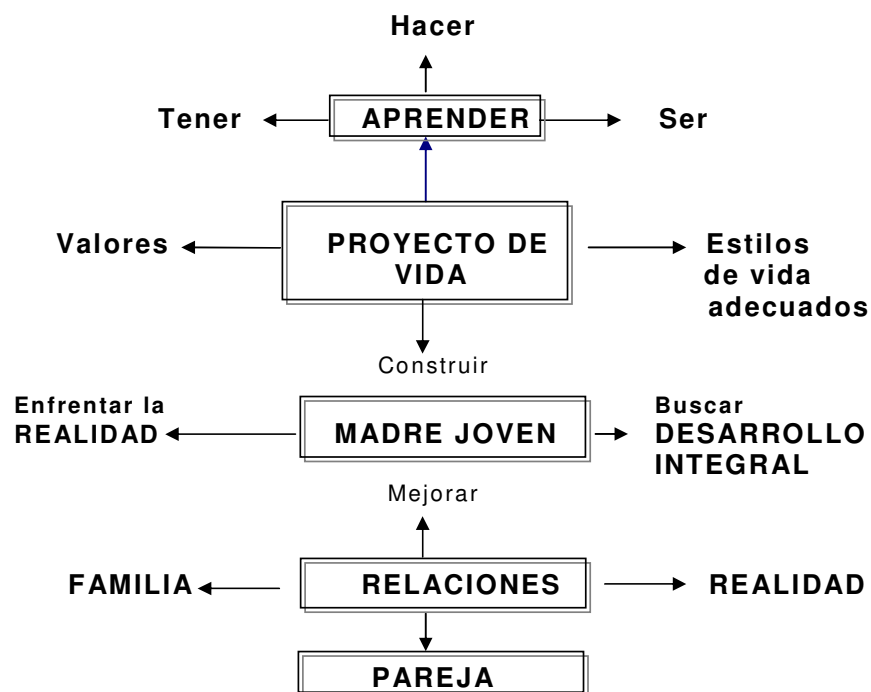 Hacer
Tener APRENDER Ser
Valores PROYECTO DE Estilos
VIDA de vida
adecuados
Construir
Enfrentar la Buscar
REALIDAD MADRE JOVEN DESARROLLO
INTEGRAL
Mejorar
FAMILIA RELACIONES REALIDAD
PAREJA